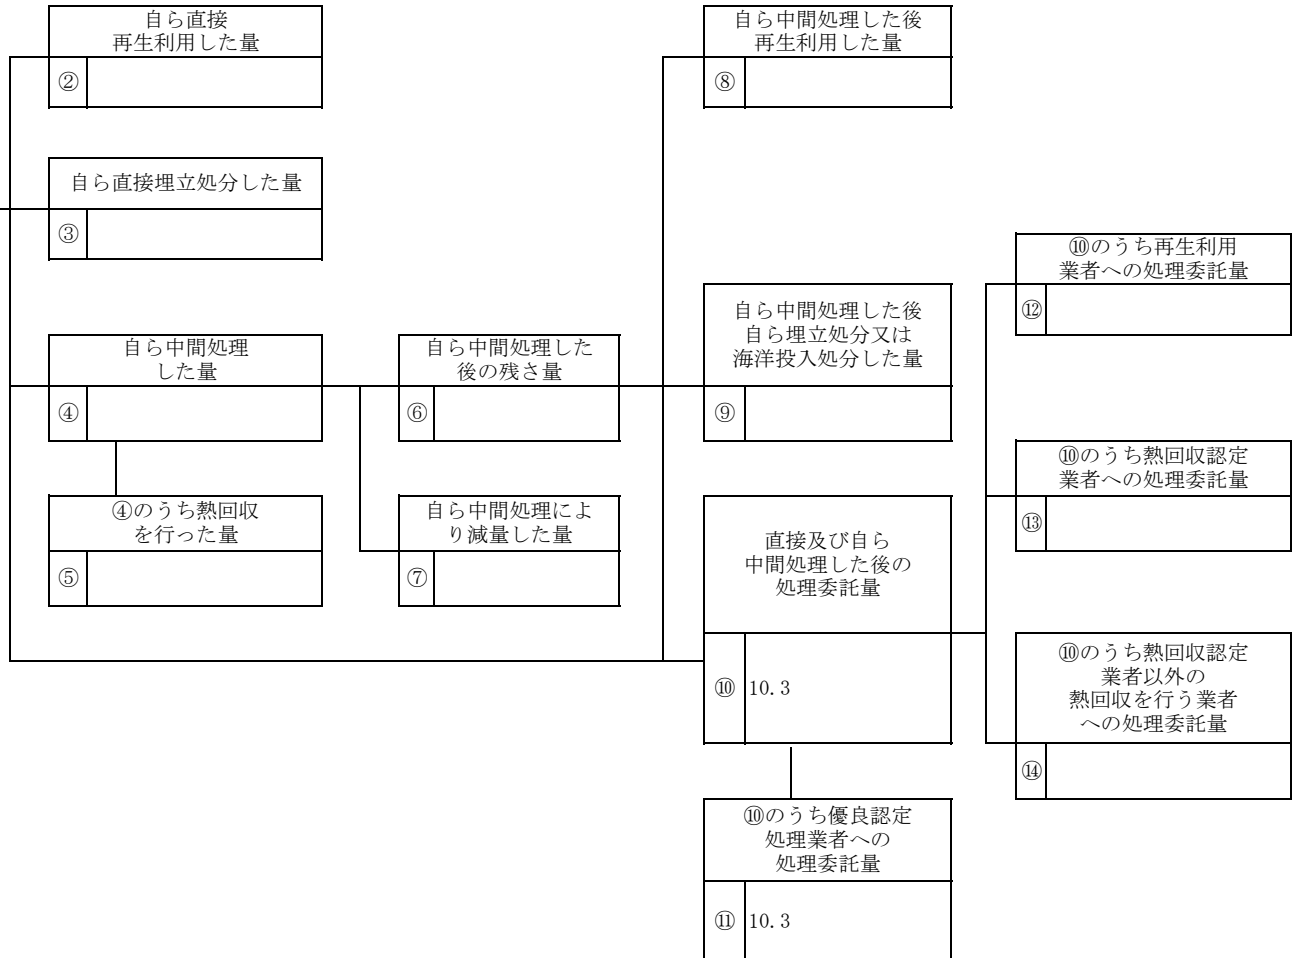 自ら直接
再生利用した量
②
自ら直接埋立処分した量
③
自ら中間処理
した量
④
④のうち熱回収
を行った量
⑤
自ら中間処理した
後の残さ量
⑥
自ら中間処理によ
り減量した量
⑦
自ら中間処理した後
再生利用した量
⑧
自ら中間処理した後
自ら埋立処分又は
海洋投入処分した量
⑨
直接及び自ら
中間処理した後の
処理委託量
⑩ 10.3
⑩のうち優良認定
処理業者への
処理委託量
⑪ 10.3
⑩のうち再生利用
業者への処理委託量
⑫
⑩のうち熱回収認定
業者への処理委託量
⑬
⑩のうち熱回収認定
業者以外の
熱回収を行う業者
への処理委託量
⑭